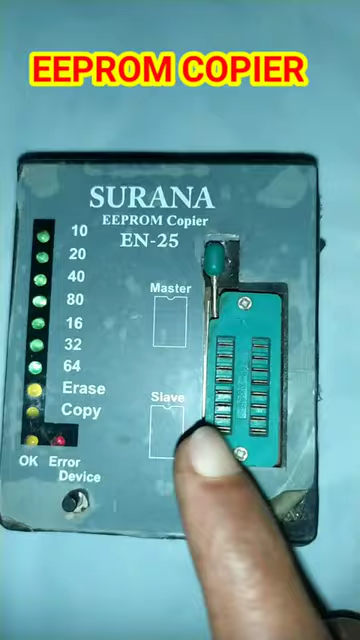 EEPROM COPIER
SURANA
EEPROM Copier
EN-25
10
20
40
80
16
32
64
Erase
Copy
OK Error
Device
Master
Slave